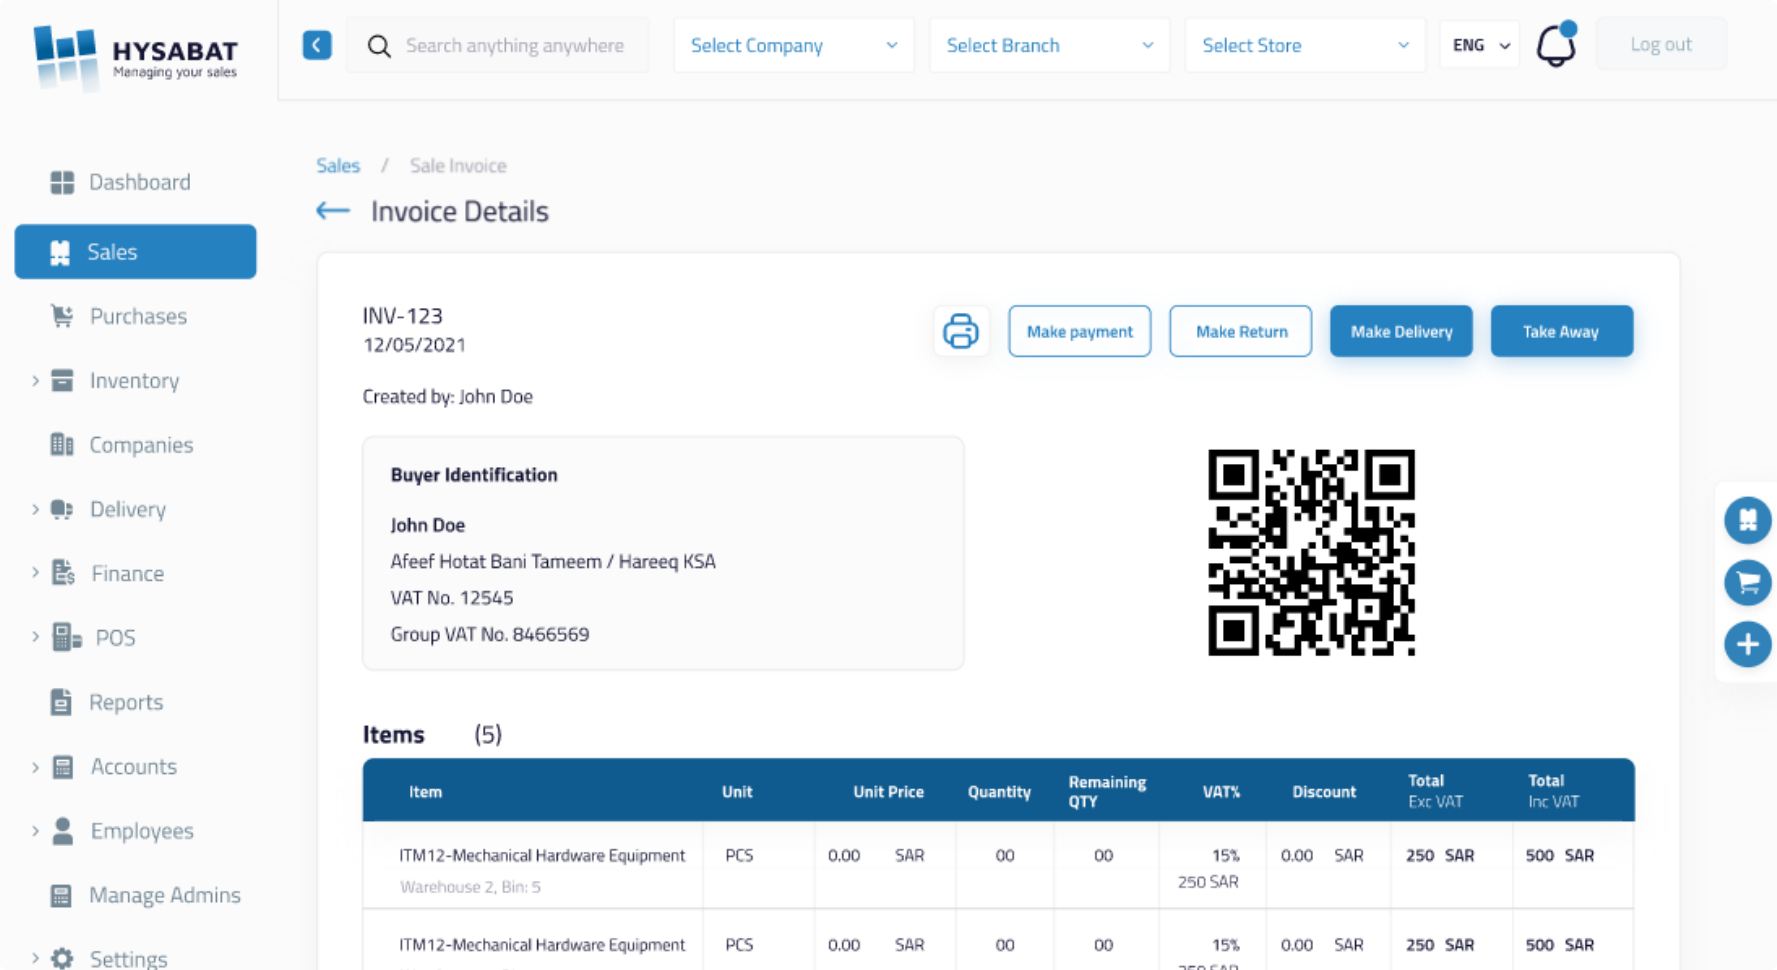 HYSABAT
Managing your sales
Search anything anywhere
Select Company
Select Branch
Select Store
ENG
Log out
Dashboard
Sales
Purchases
Inventory
Companies
Delivery
Finance
POS
Reports
Accounts
Employees
Manage Admins
Settings
Sales / Sale Invoice
Invoice Details
INV-123
12/05/2021
Created by: John Doe
Make payment
Make Return
Make Delivery
Take Away
Buyer Identification
John Doe
Afeef Hotat Bani Tameem / Hareeq KSA
VAT No. 12545
Group VAT No. 8466569
Items (5)
Item Unit Unit Price Quantity Remaining QTY VAT% Discount Total Exc VAT Total Inc VAT
ITM12-Mechanical Hardware Equipment PCS 0.00 SAR 00 00 15% 0.00 SAR 250 SAR 500 SAR
Warehouse 2, Bin: 5 250 SAR
ITM12-Mechanical Hardware Equipment PCS 0.00 SAR 00 00 15% 0.00 SAR 250 SAR 500 SAR
250 SAR